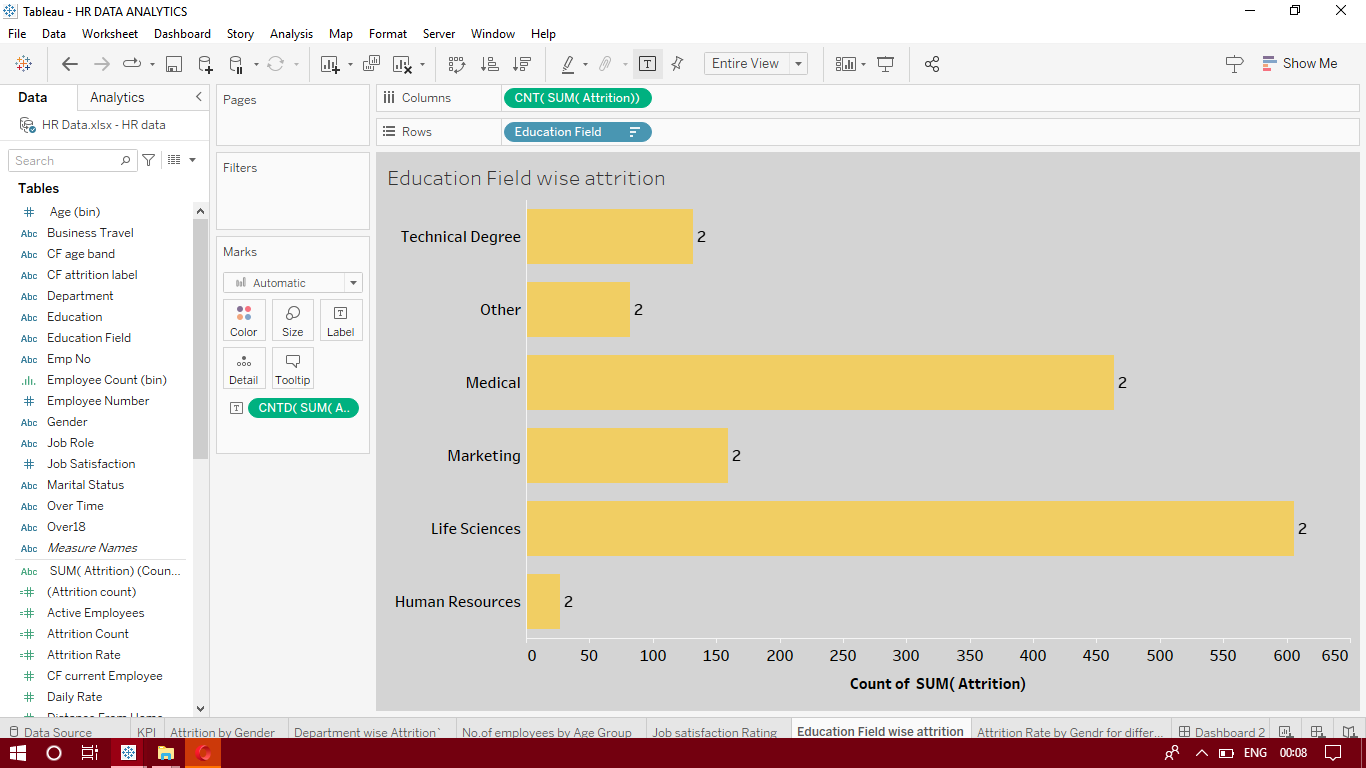 Tableau - HR DATA ANALYTICS
File Data Worksheet Dashboard Story Analysis Map Format Server Window Help
Entire View
Show Me
Data Analytics
HR Data.xlsx - HR data
Search
Tables
Age (bin)
Business Travel
CF age band
CF attrition label
Department
Education
Education Field
Emp No
Employee Count (bin)
Employee Number
Gender
Job Role
Job Satisfaction
Marital Status
Over Time
Over18
Measure Names
SUM( Attrition) (Coun...
(Attrition count)
Active Employees
Attrition Count
Attrition Rate
CF current Employee
Daily Rate
Distance From Home
Pages
Filters
Marks
Automatic
Color Size Label
Detail Tooltip
CNTD( SUM( A..
Columns CNT( SUM( Attrition))
Rows Education Field
Education Field wise attrition
Technical Degree 2
Other 2
Medical 2
Marketing 2
Life Sciences 2
Human Resources 2
0 50 100 150 200 250 300 350 400 450 500 550 600 650
Count of SUM( Attrition)
Data Source KPI Attrition by Gender Department wise Attrition` No.of employees by Age Group Job satisfaction Rating Education Field wise attrition Attrition Rate by Gendr for differ... Dashboard 2
ENG 00:08